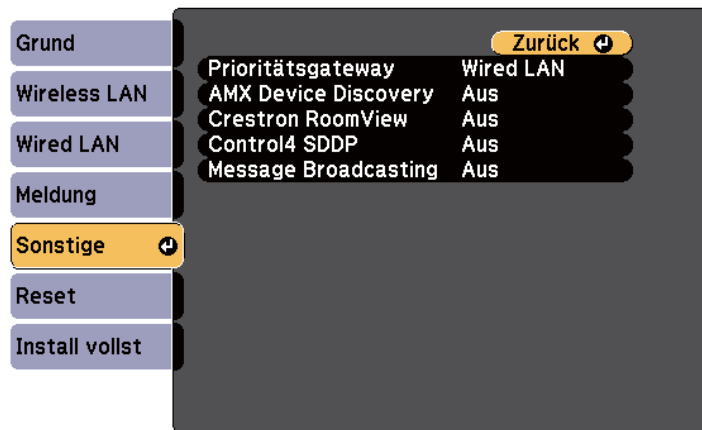 Grund
Wireless LAN
Wired LAN
Meldung
Sonstige
Reset
Install vollst
Zurück
Prioritätsgateway Wired LAN
AMX Device Discovery Aus
Crestron RoomView Aus
Control4 SDDP Aus
Message Broadcasting Aus